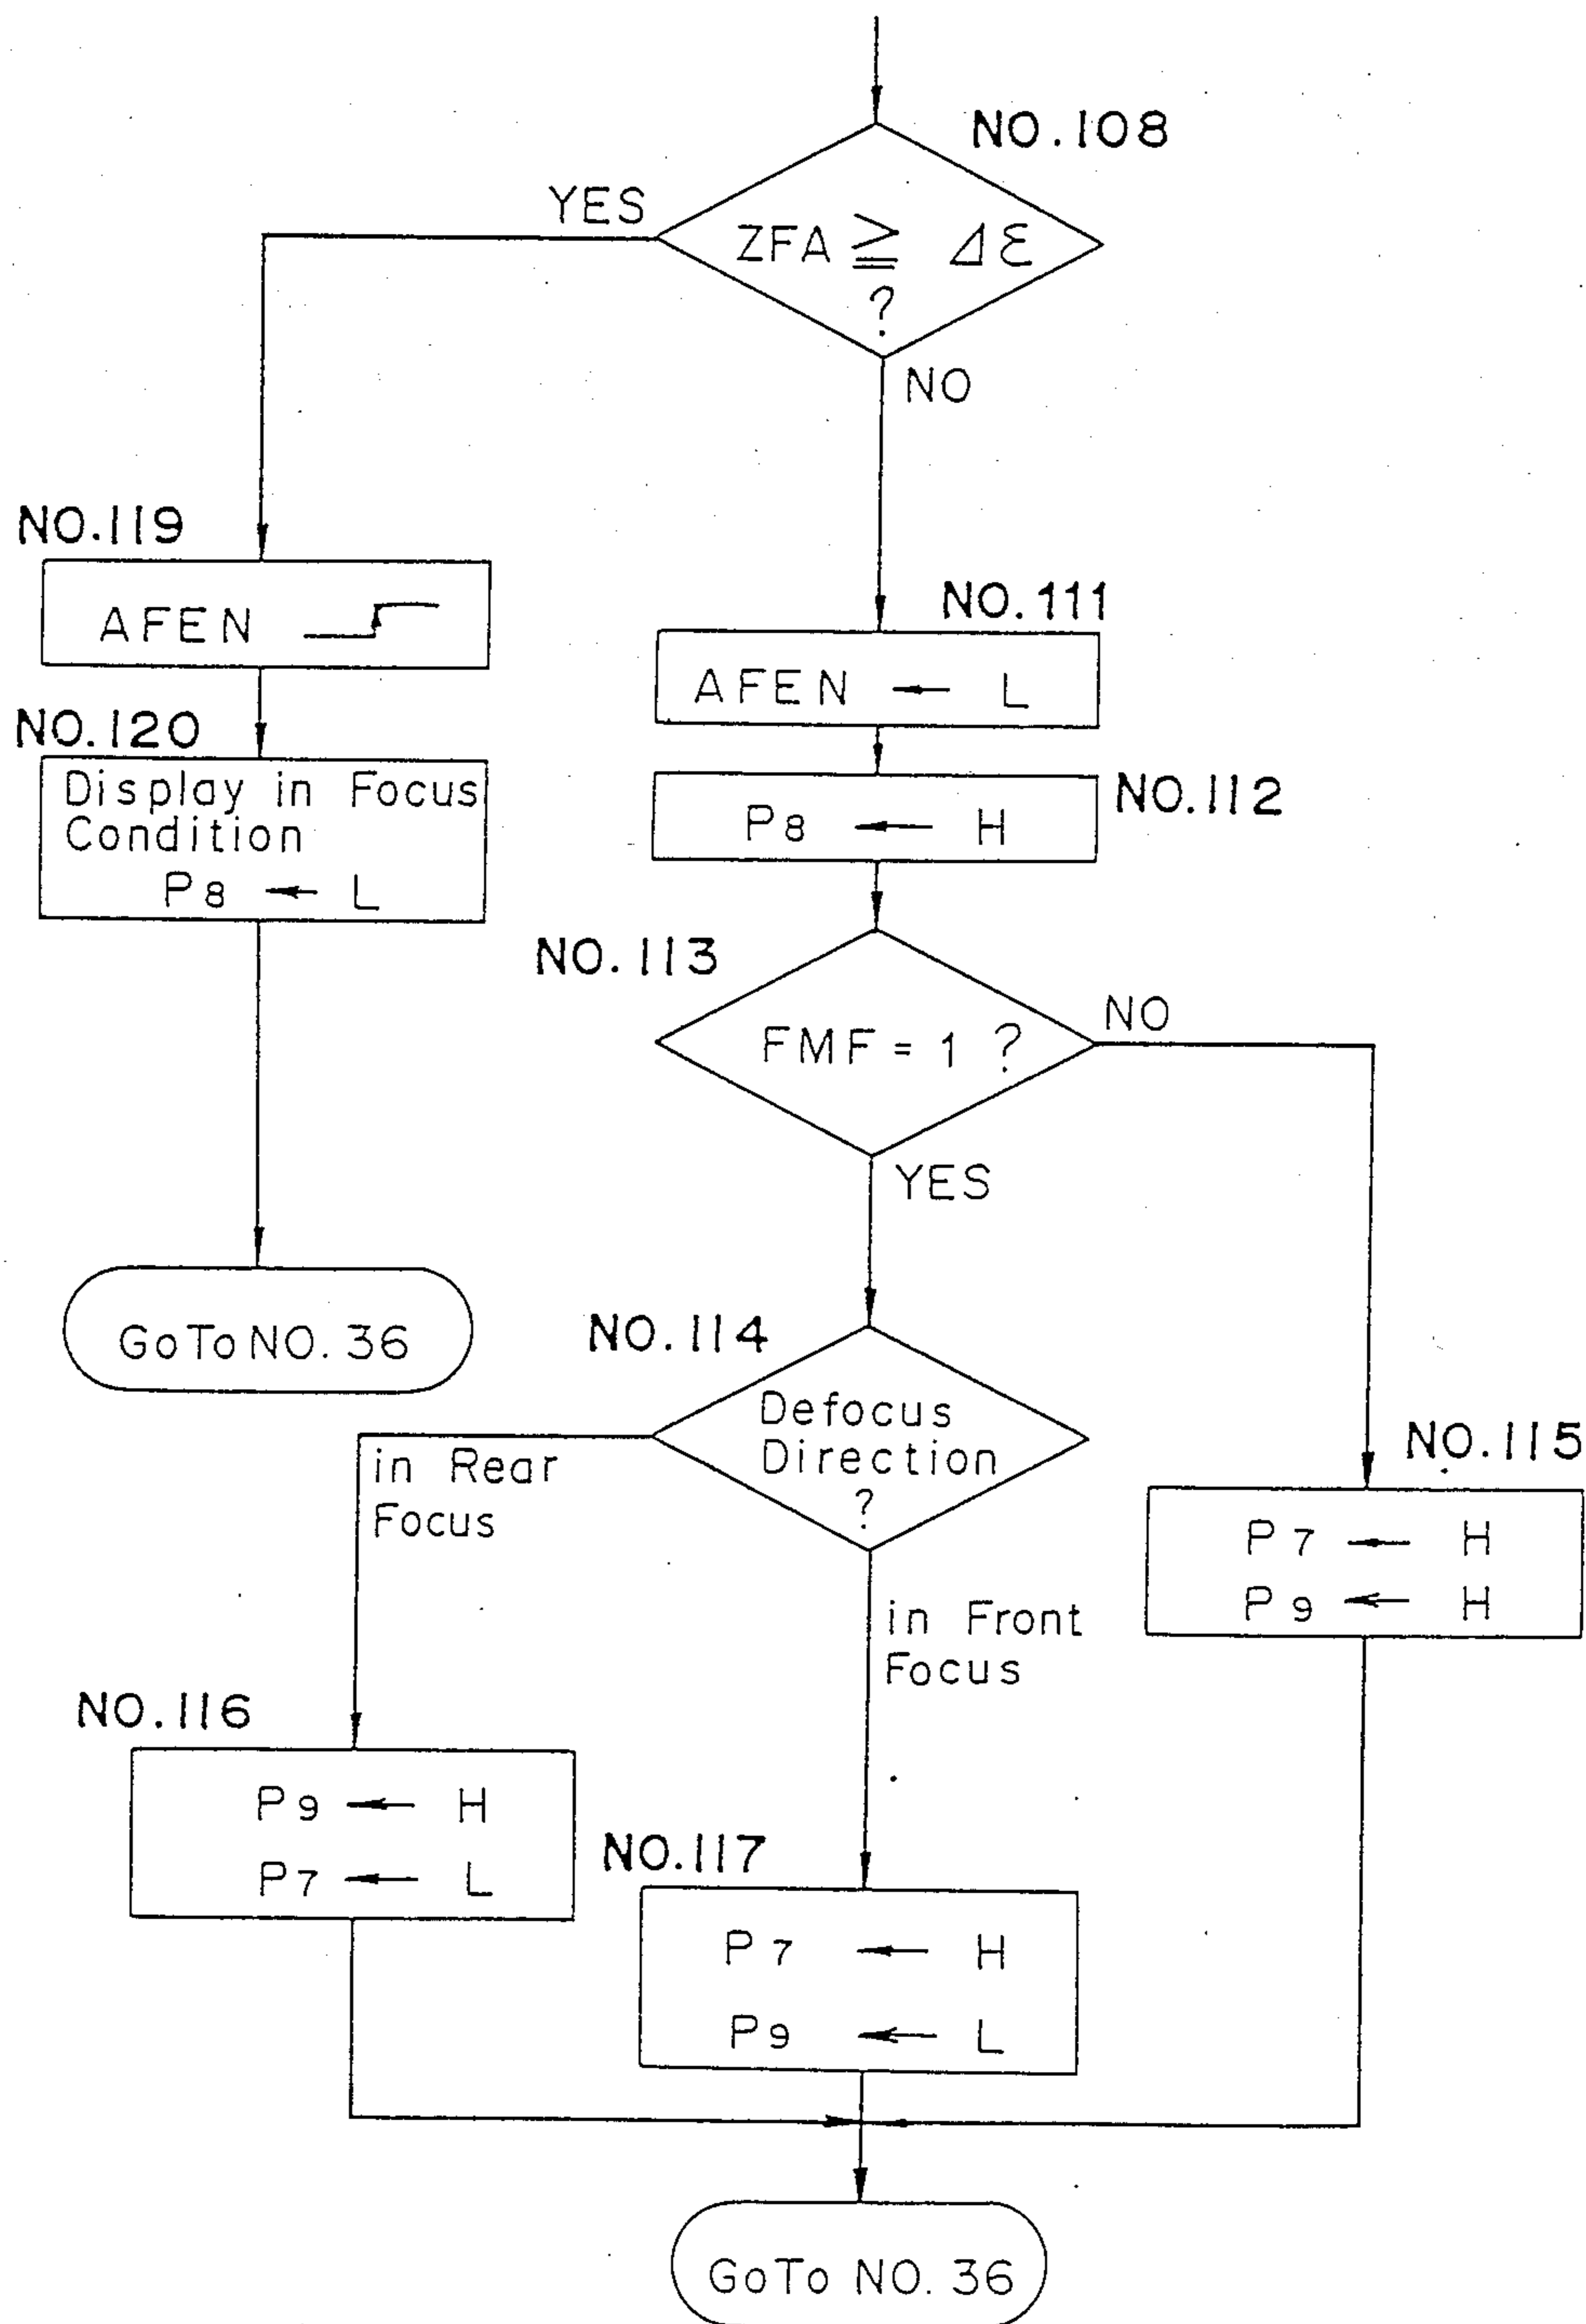 NO.108
YES
ZFA ≧ Δε
?
NO
NO.119
AFEN
NO.111
AFEN ← L
NO.120
Display in Focus
Condition
P8 ← L
P8 ← H
NO.112
NO.113
FMF = 1 ?
NO
YES
GoTo NO. 36
NO.114
Defocus
Direction
?
in Rear
Focus
NO.115
P7 ← H
P9 ← H
in Front
Focus
NO.116
P9 ← H
P7 ← L
NO.117
P7 ← H
P9 ← L
GoTo NO. 36